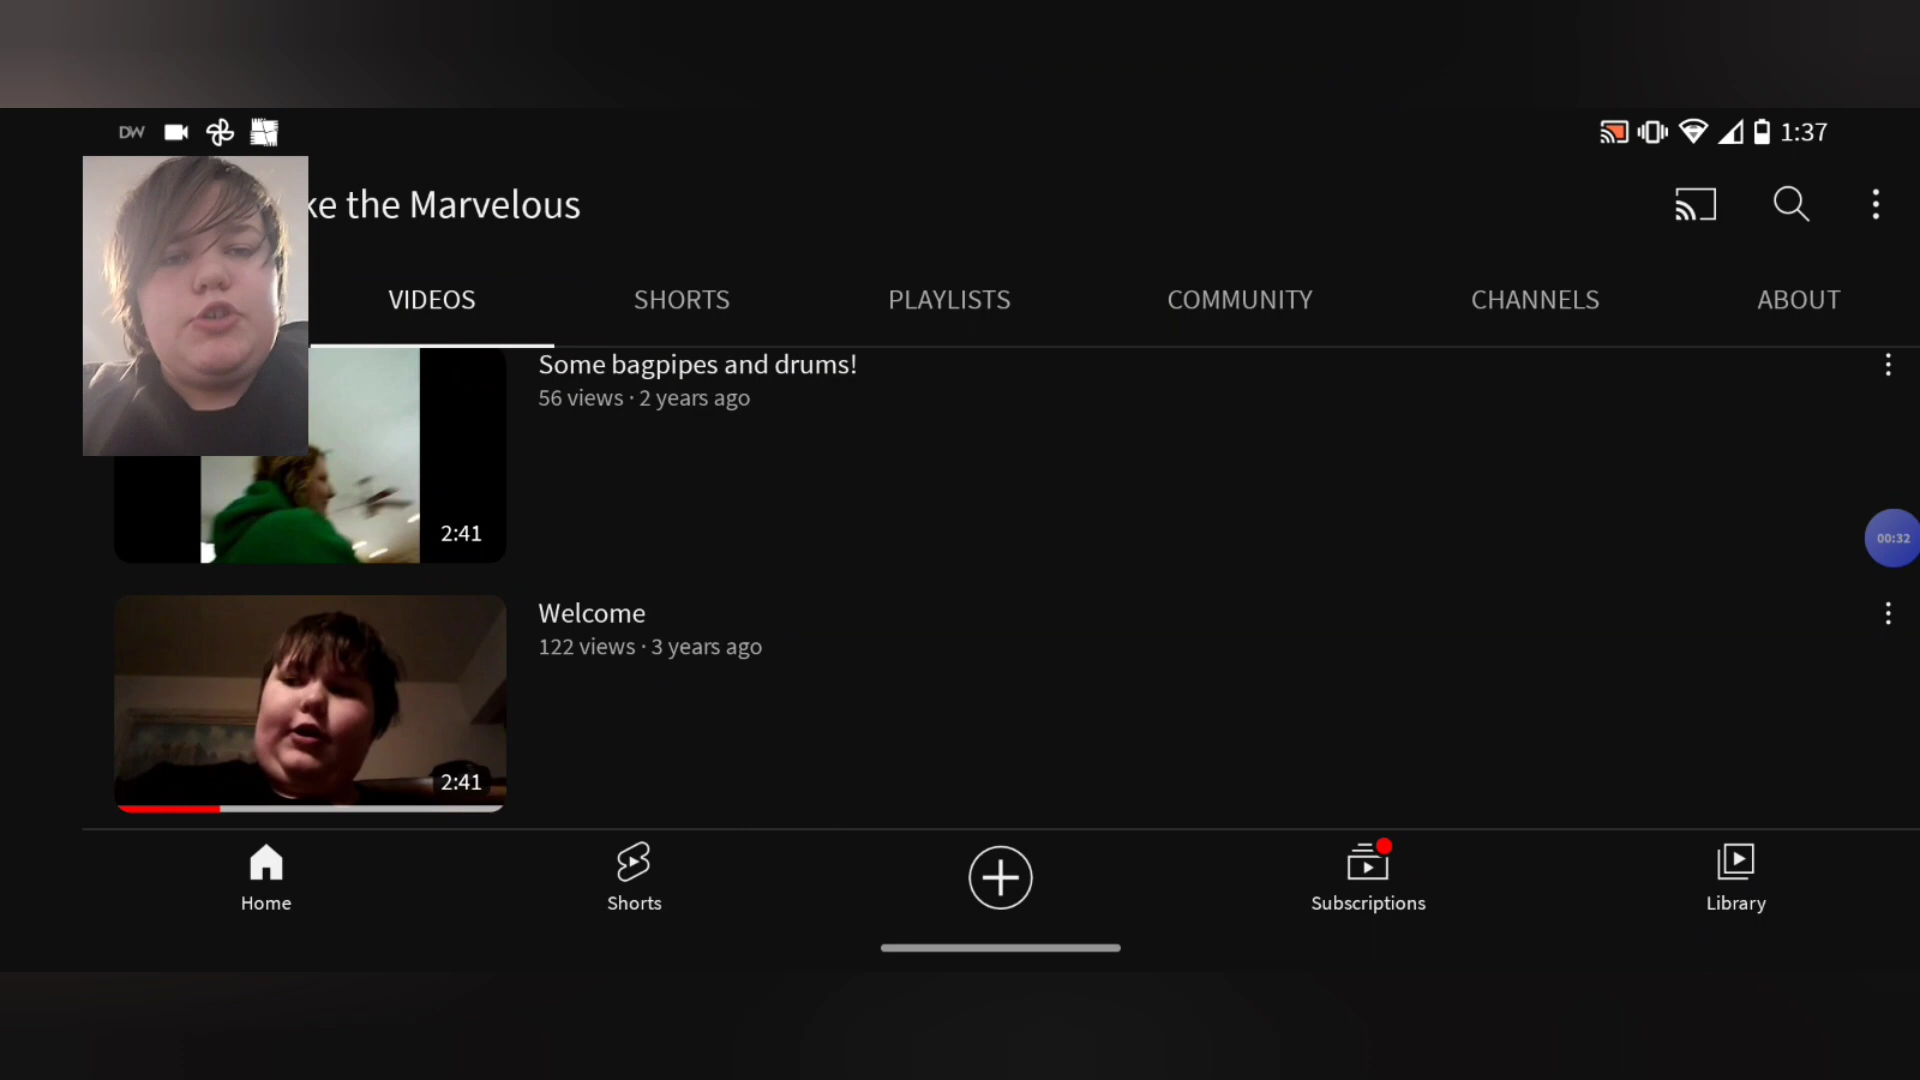 DW
1:37
ke the Marvelous
VIDEOS SHORTS PLAYLISTS COMMUNITY CHANNELS ABOUT
Some bagpipes and drums!
56 views · 2 years ago
2:41
00:32
Welcome
122 views · 3 years ago
2:41
Home Shorts Subscriptions Library